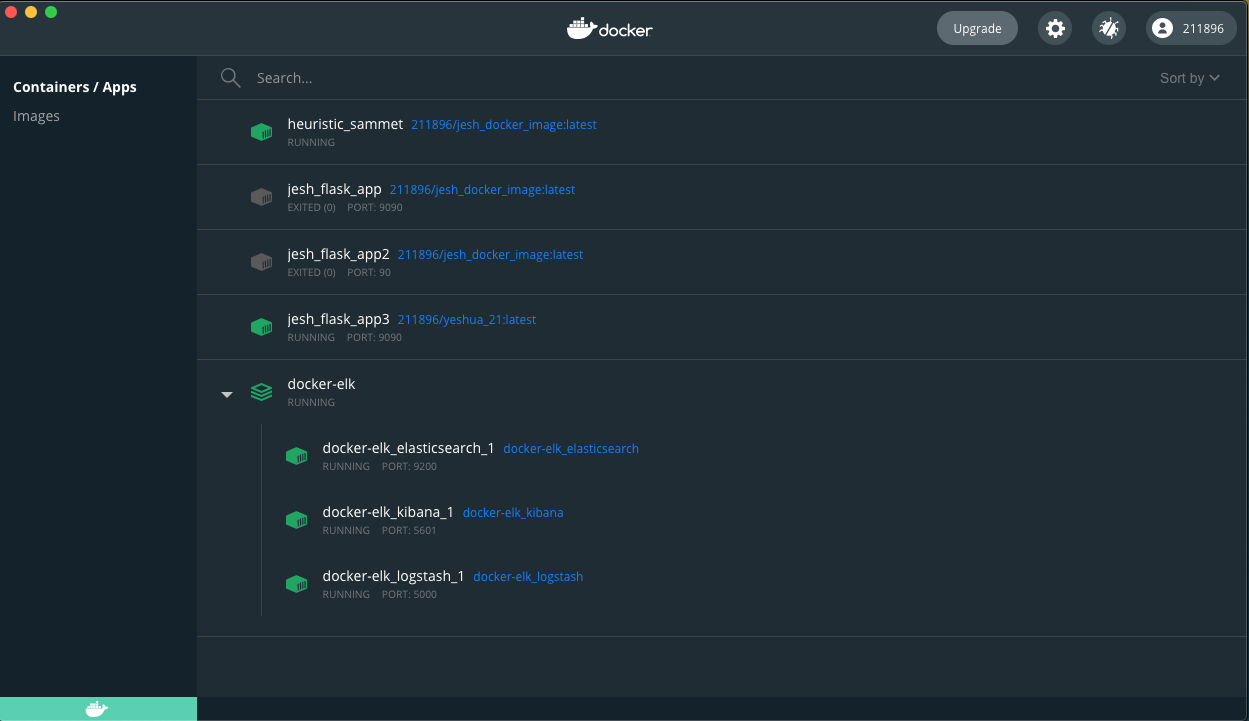 docker
Upgrade
211896
Containers / Apps
Images
Search...
Sort by
heuristic_sammet 211896/jesh_docker_image:latest
RUNNING
jesh_flask_app 211896/jesh_docker_image:latest
EXITED (0) PORT: 9090
jesh_flask_app2 211896/jesh_docker_image:latest
EXITED (0) PORT: 90
jesh_flask_app3 211896/yeshua_21:latest
RUNNING PORT: 9090
docker-elk
RUNNING
docker-elk_elasticsearch_1 docker-elk_elasticsearch
RUNNING PORT: 9200
docker-elk_kibana_1 docker-elk_kibana
RUNNING PORT: 5601
docker-elk_logstash_1 docker-elk_logstash
RUNNING PORT: 5000